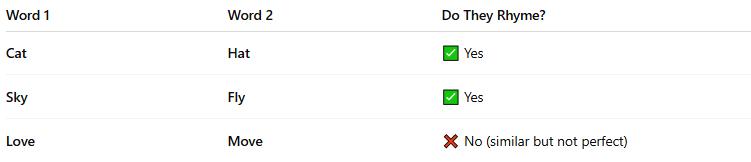 Word 1 Word 2 Do They Rhyme?
Cat Hat ✅ Yes
Sky Fly ✅ Yes
Love Move ❌ No (similar but not perfect)